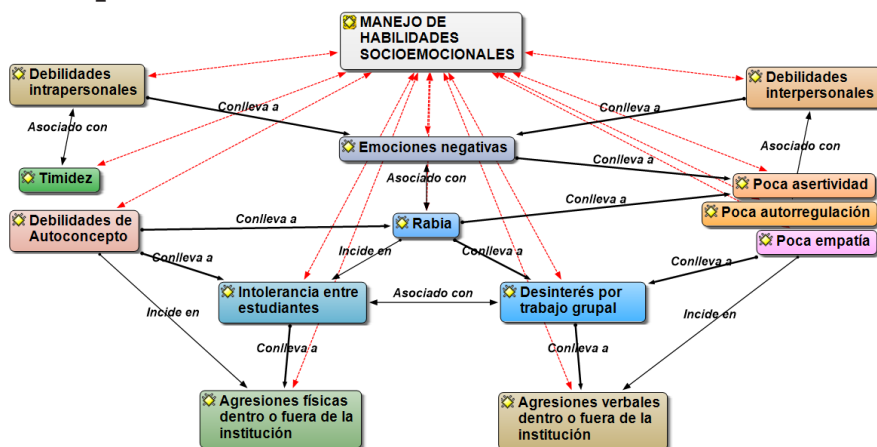 MANEJO DE
HABILIDADES
SOCIOEMOCIONALES
Debilidades
intrapersonales
Debilidades
interpersonales
Conlleva a
Conlleva a
Asociado con
Emociones negativas
Asociado con
Conlleva a
Timidez
Asociado con
Poca asertividad
Debilidades de
Autoconcepto
Conlleva a
Rabia
Conlleva a
Poca autorregulación
Poca empatía
Incide en
Conlleva a
Conlleva a
Conlleva a
Intolerancia entre
estudiantes
Asociado con
Desinterés por
trabajo grupal
Incide en
Incide en
Conlleva a
Conlleva a
Agresiones físicas
dentro o fuera de la
institución
Agresiones verbales
dentro o fuera de la
institución